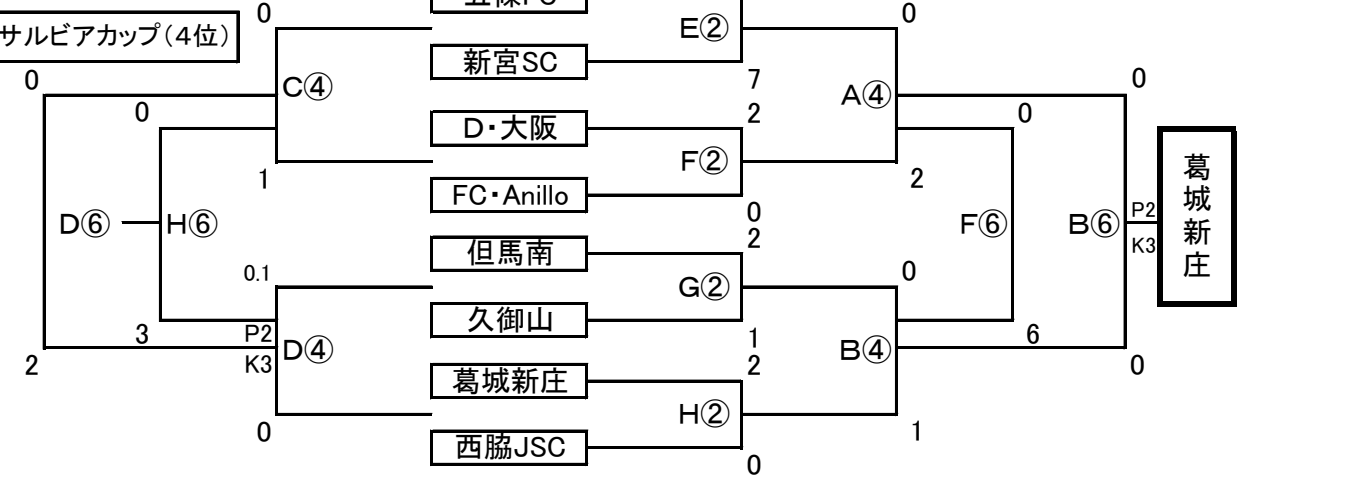 0
0
E②
サルビアカップ（４位）
新宮SC
0
C④
7
0
A④
0
0
D・大阪
2
F②
FC・Anillo
1
2
D⑥
H⑥
0
F⑥
B⑥
P2
K3
葛城新庄
但馬南
2
0.1
0
G②
久御山
3
P2
1
6
2
K3
D④
葛城新庄
2
B④
0
H②
0
1
西脇JSC
0